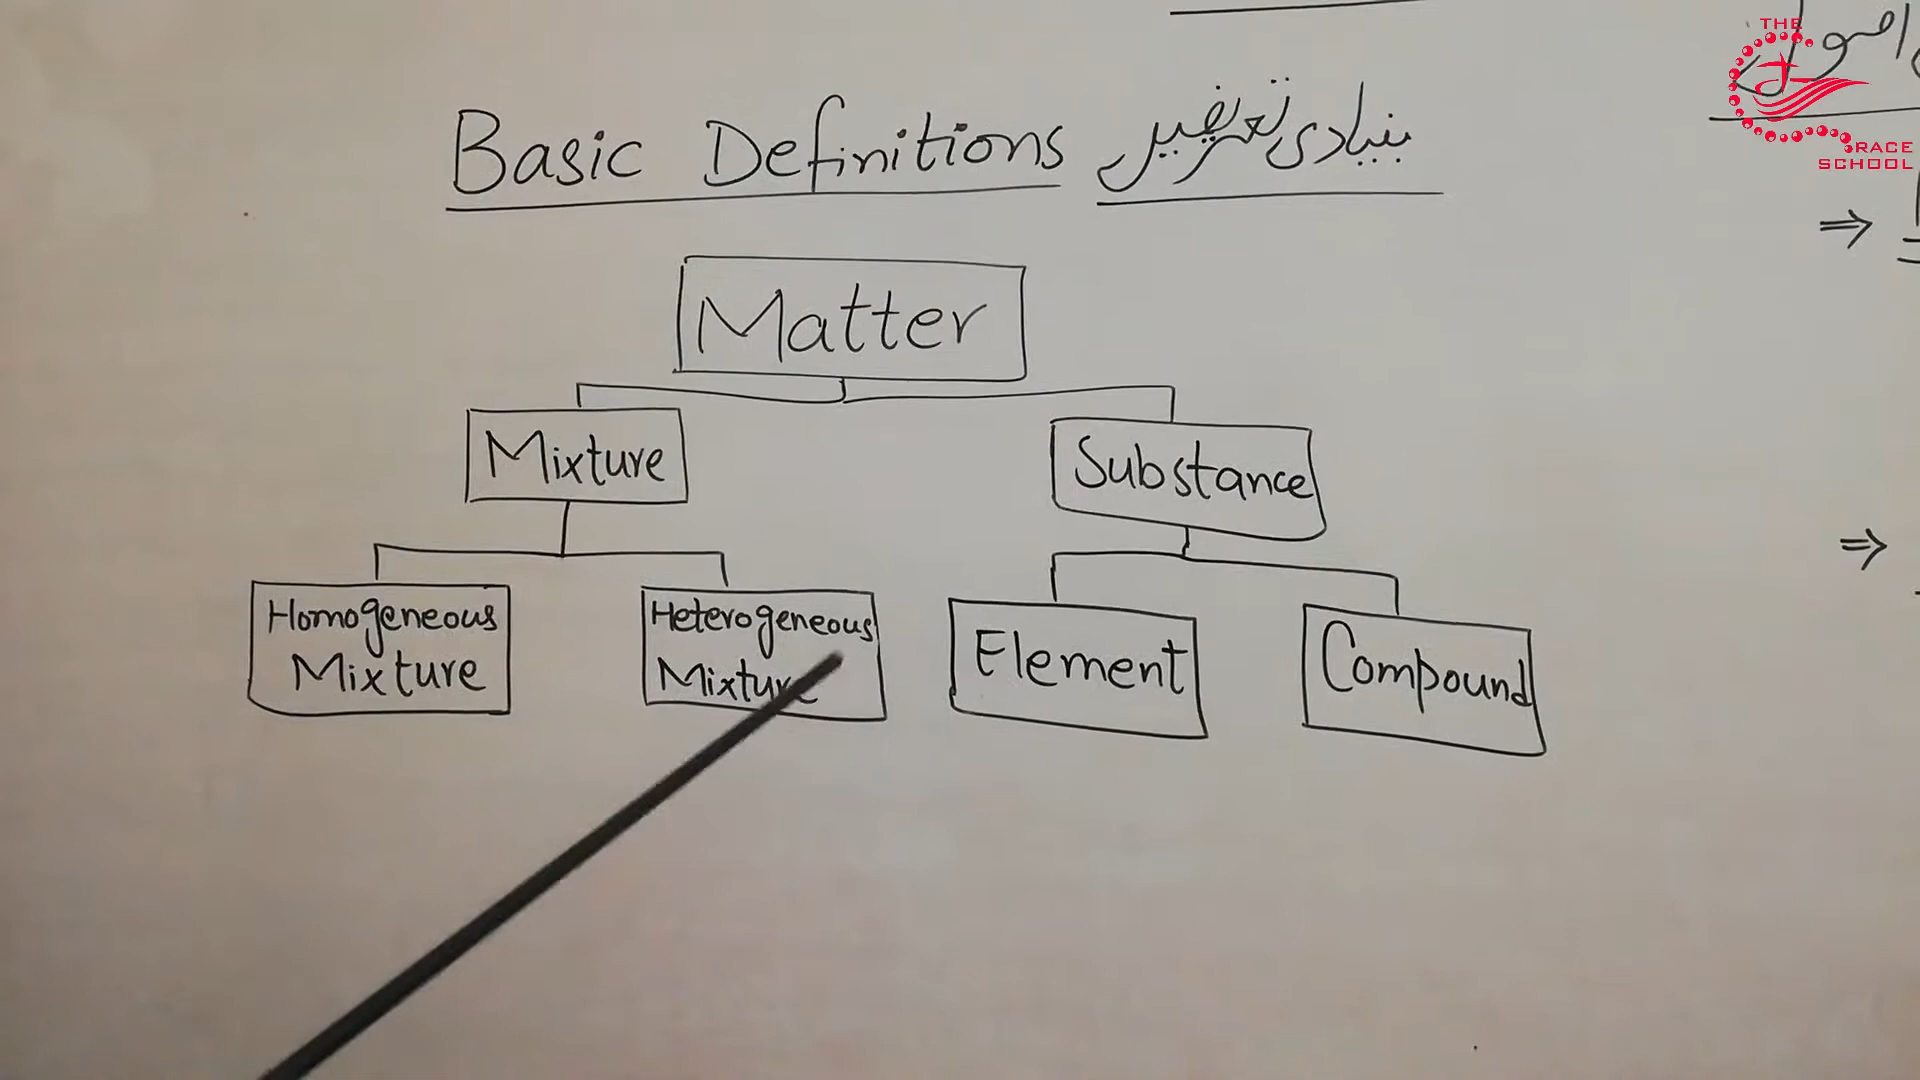 Basic Definitions بنیادی تعریفیں
Matter
Mixture
Substance
Homogeneous
Mixture
Heterogeneous
Mixture
Element
Compound
THE
RACE
SCHOOL
⇒
⇒